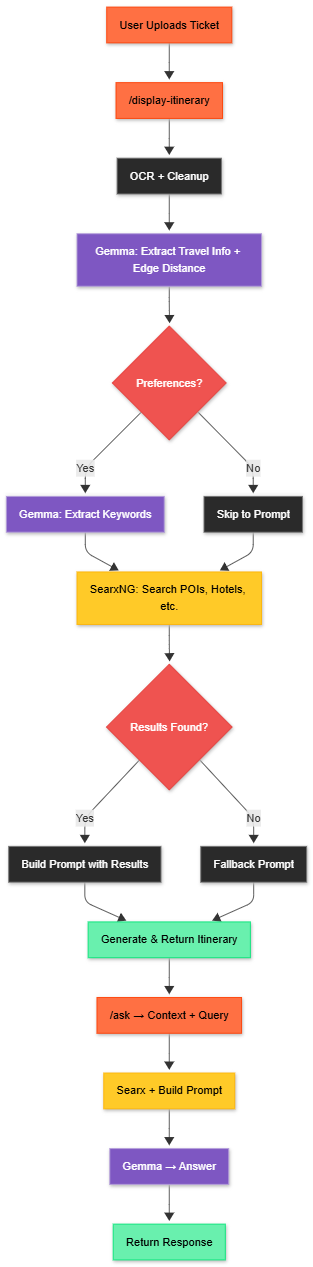 User Uploads Ticket
/display-itinerary
OCR + Cleanup
Gemma: Extract Travel Info +
Edge Distance
Preferences?
Yes
No
Gemma: Extract Keywords
Skip to Prompt
SearxNG: Search POIs, Hotels,
etc.
Results Found?
Yes
No
Build Prompt with Results
Fallback Prompt
Generate & Return Itinerary
/ask → Context + Query
Searx + Build Prompt
Gemma → Answer
Return Response